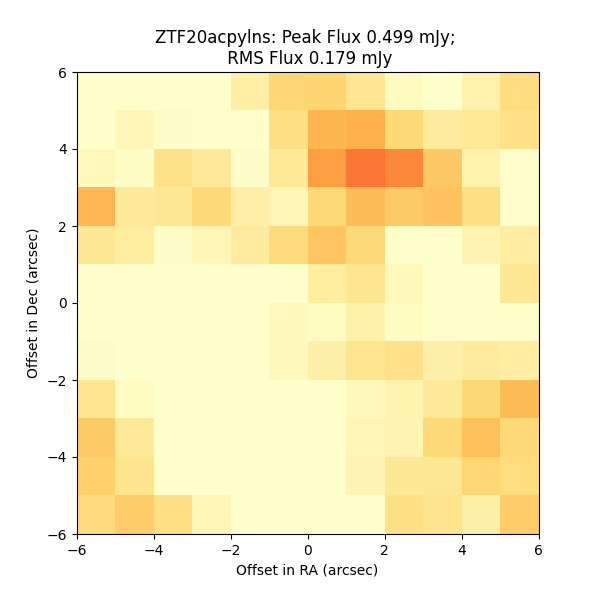 ZTF20acpylns: Peak Flux 0.499 mJy;
RMS Flux 0.179 mJy
6
4
2
0
−2
−4
−6
Offset in Dec (arcsec)
−6 −4 −2 0 2 4 6
Offset in RA (arcsec)